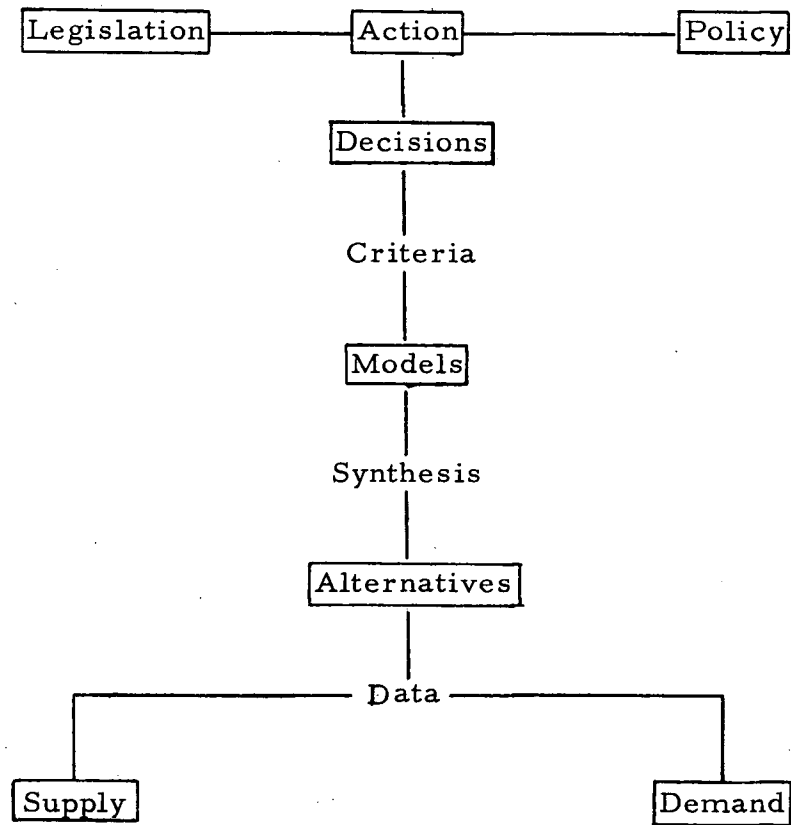 Legislation Action Policy
Decisions
Criteria
Models
Synthesis
Alternatives
Data
Supply Demand